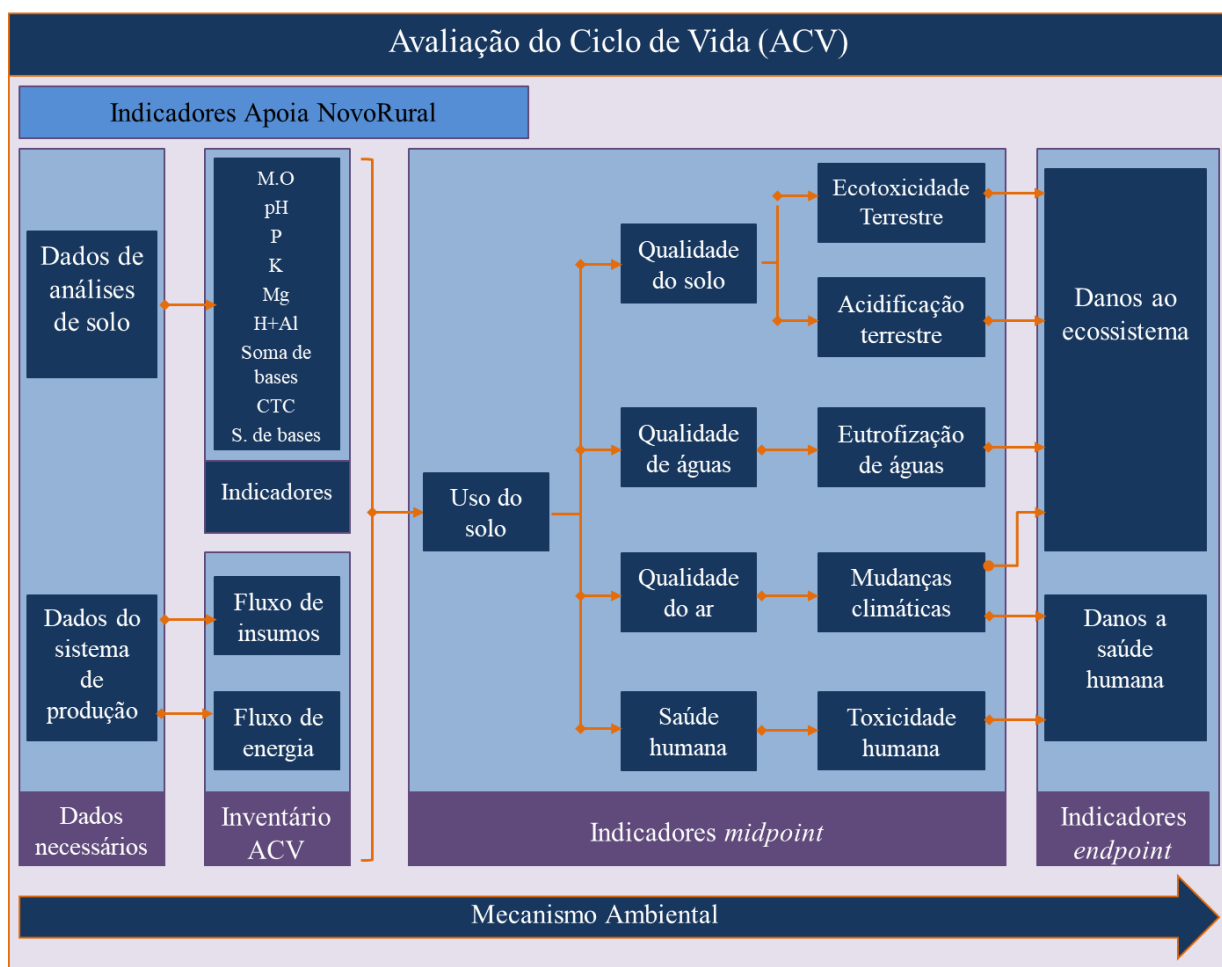 Avaliação do Ciclo de Vida (ACV)
Indicadores Apoia NovoRural
Dados de
análises
de solo
Dados do
sistema
de
produção
Dados
necessários
M.O
pH
P
K
Mg
H+Al
Soma de
bases
CTC
S. de bases
Indicadores
Fluxo de
insumos
Fluxo de
energia
Inventário
ACV
Uso do
solo
Qualidade
do solo
Qualidade
de águas
Qualidade
do ar
Saúde
humana
Ecotoxicidade
Terrestre
Acidificação
terrestre
Eutrofização
de águas
Mudanças
climáticas
Toxicidade
humana
Indicadores midpoint
Danos ao
ecossistema
Danos a
saúde
humana
Indicadores
endpoint
Mecanismo Ambiental